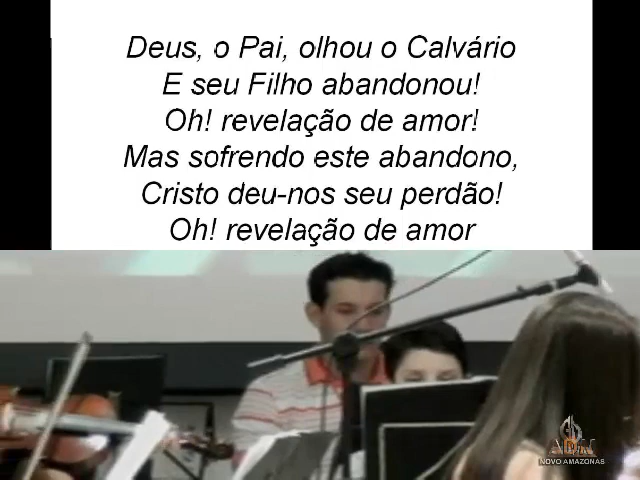 Deus, o Pai, olhou o Calvário
E seu Filho abandonou!
Oh! revelação de amor!
Mas sofrendo este abandono,
Cristo deu-nos seu perdão!
Oh! revelação de amor
NOVO AMAZONAS